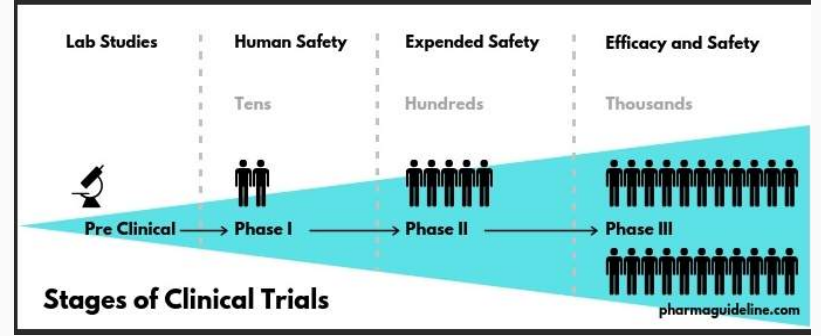 Lab Studies
Human Safety
Expended Safety
Efficacy and Safety
Tens
Hundreds
Thousands
Pre Clinical
Phase I
Phase II
Phase III
Stages of Clinical Trials
pharmaguideline.com